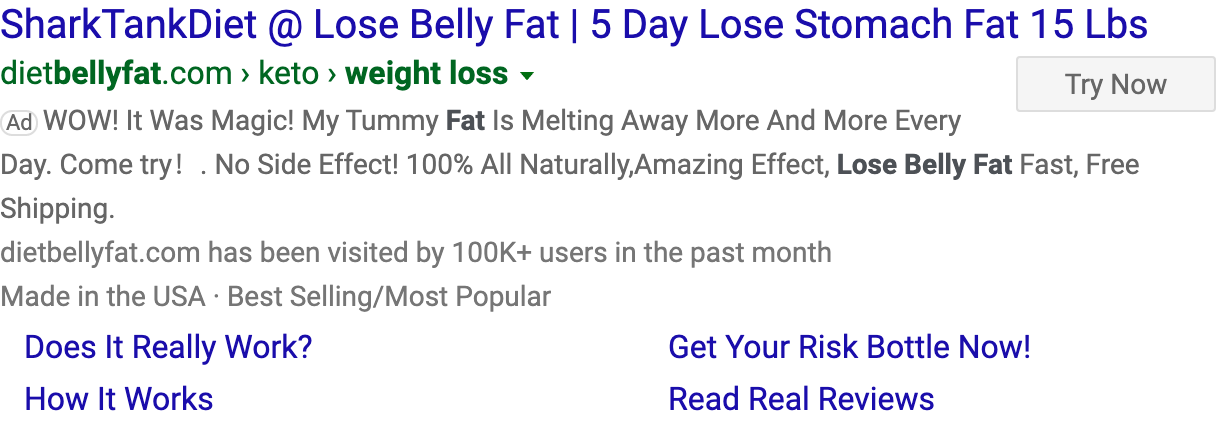 SharkTankDiet @ Lose Belly Fat | 5 Day Lose Stomach Fat 15 Lbs
dietbellyfat.com › keto › weight loss
Try Now
Ad WOW! It Was Magic! My Tummy Fat Is Melting Away More And More Every
Day. Come try！ . No Side Effect! 100% All Naturally,Amazing Effect, Lose Belly Fat Fast, Free
Shipping.
dietbellyfat.com has been visited by 100K+ users in the past month
Made in the USA · Best Selling/Most Popular
Does It Really Work?
Get Your Risk Bottle Now!
How It Works
Read Real Reviews